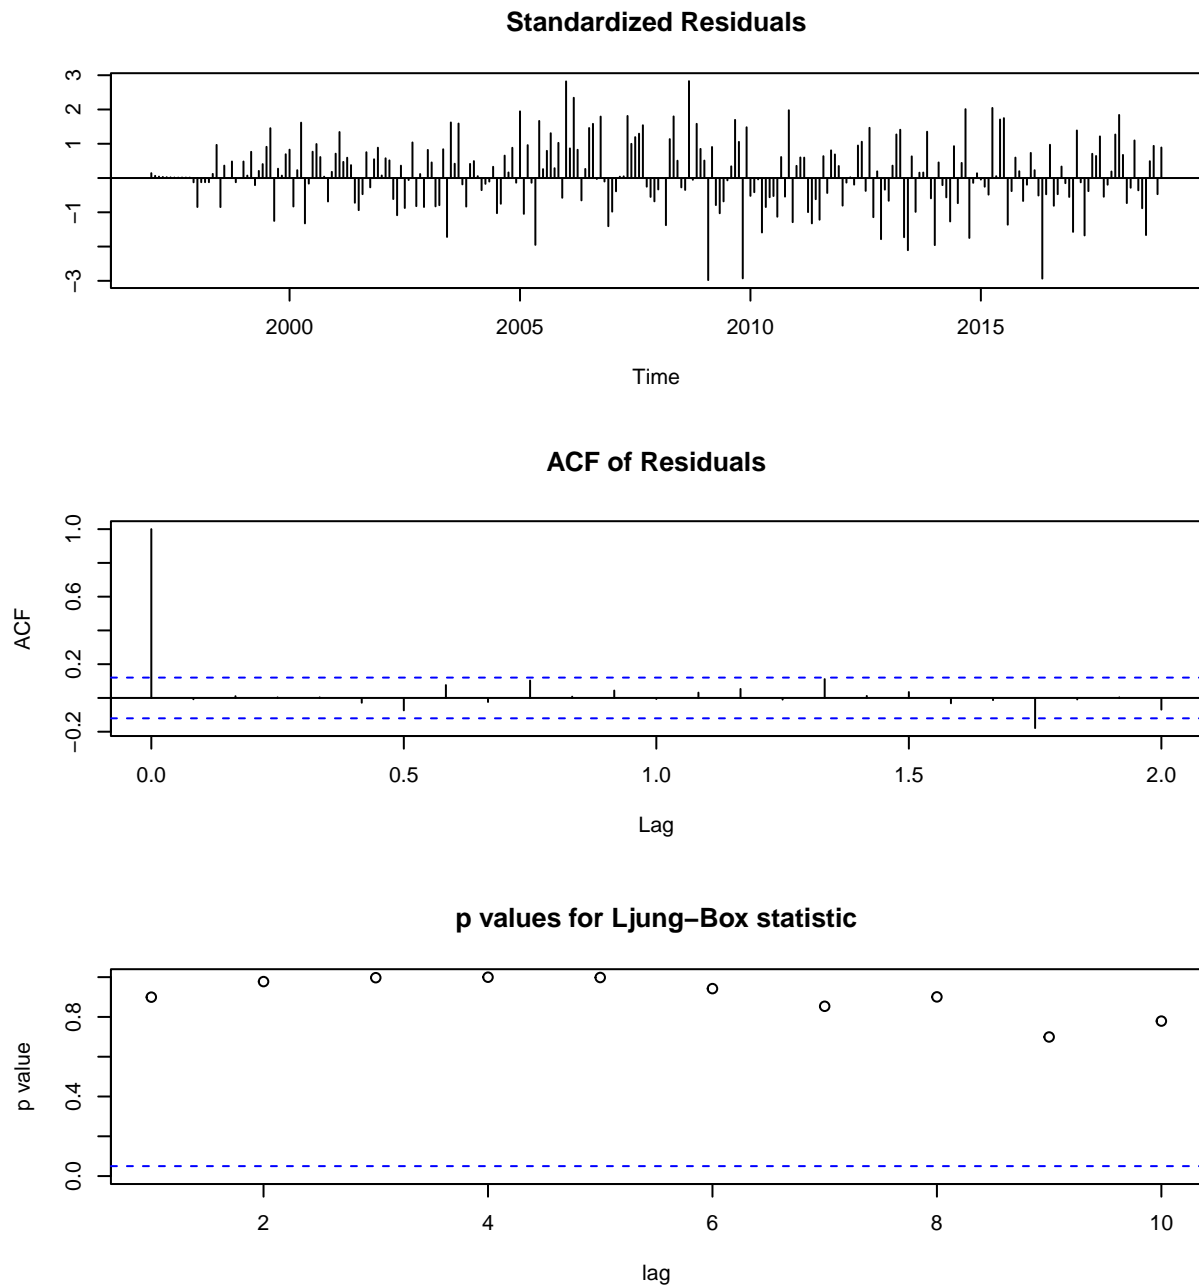 Standardized Residuals
3
2
1
−1
−3
2000 2005 2010 2015
Time
ACF of Residuals
1.0
0.6
0.2
−0.2
ACF
0.0 0.5 1.0 1.5 2.0
Lag
p values for Ljung−Box statistic
0.8
0.4
0.0
p value
2 4 6 8 10
lag